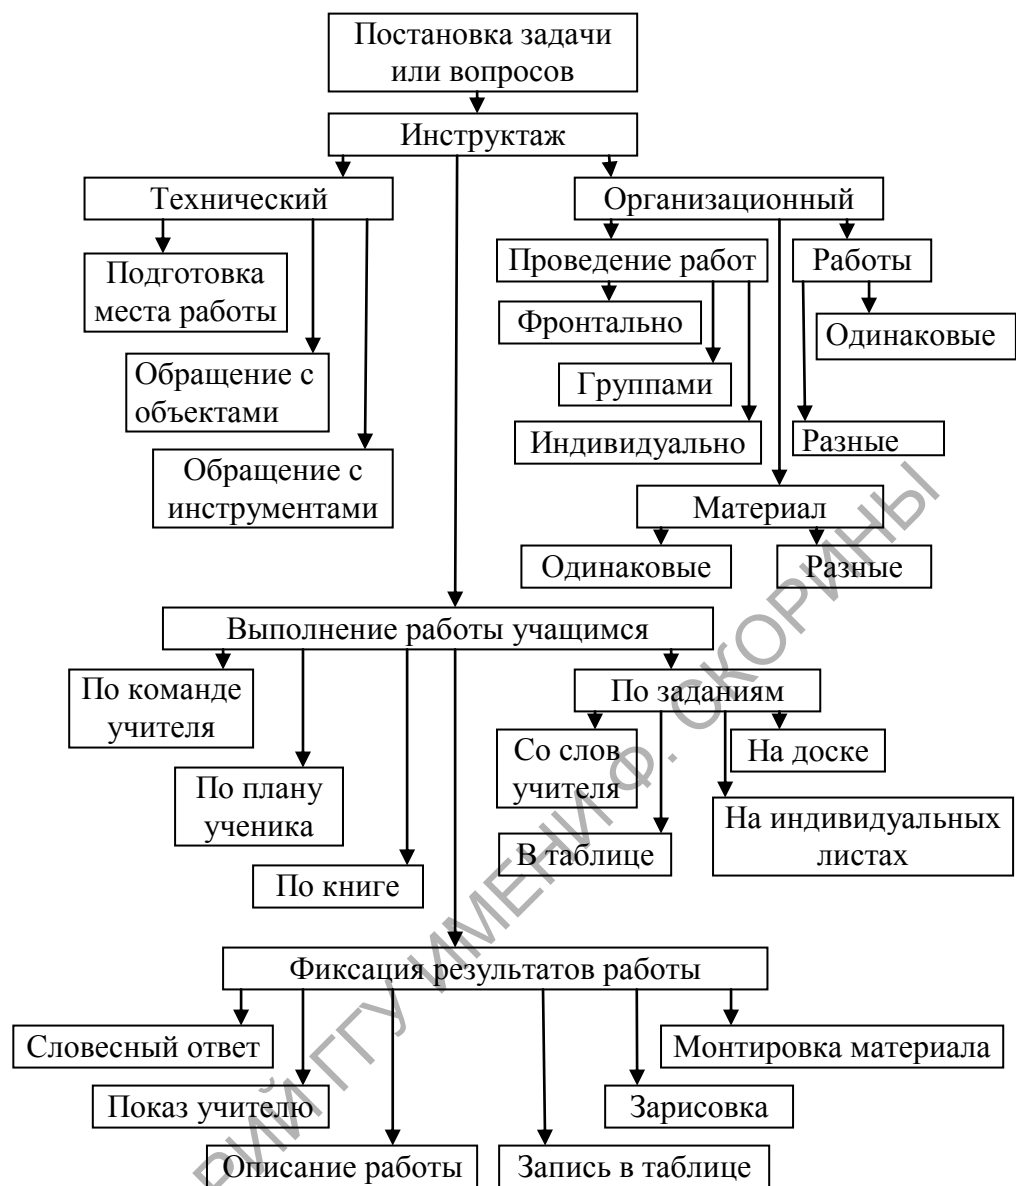 Постановка задачи
или вопросов
Инструктаж
Технический
Организационный
Подготовка
места работы
Проведение работ
Работы
Фронтально
Одинаковые
Обращение с
объектами
Группами
Индивидуально
Разные
Обращение с
инструментами
Материал
Одинаковые
Разные
Выполнение работы учащимся
По команде
учителя
По заданиям
Со слов
учителя
На доске
По плану
ученика
На индивидуальных
листах
В таблице
По книге
Фиксация результатов работы
Словесный ответ
Монтировка материала
Показ учителю
Зарисовка
Описание работы
Запись в таблице
ГГУ ИМЕНИ Ф. СКОРИНЫ